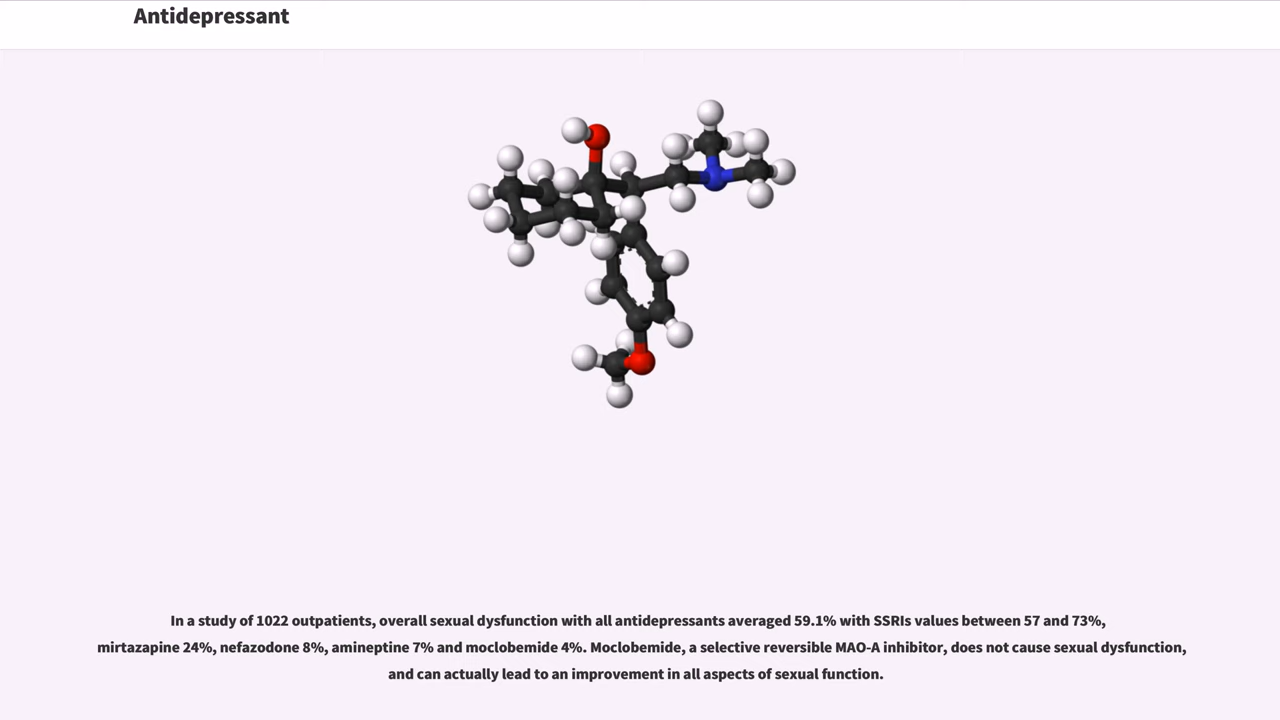 Antidepressant
In a study of 1022 outpatients, overall sexual dysfunction with all antidepressants averaged 59.1% with SSRIs values between 57 and 73%,
mirtazapine 24%, nefazodone 8%, amineptine 7% and moclobemide 4%. Moclobemide, a selective reversible MAO-A inhibitor, does not cause sexual dysfunction,
and can actually lead to an improvement in all aspects of sexual function.